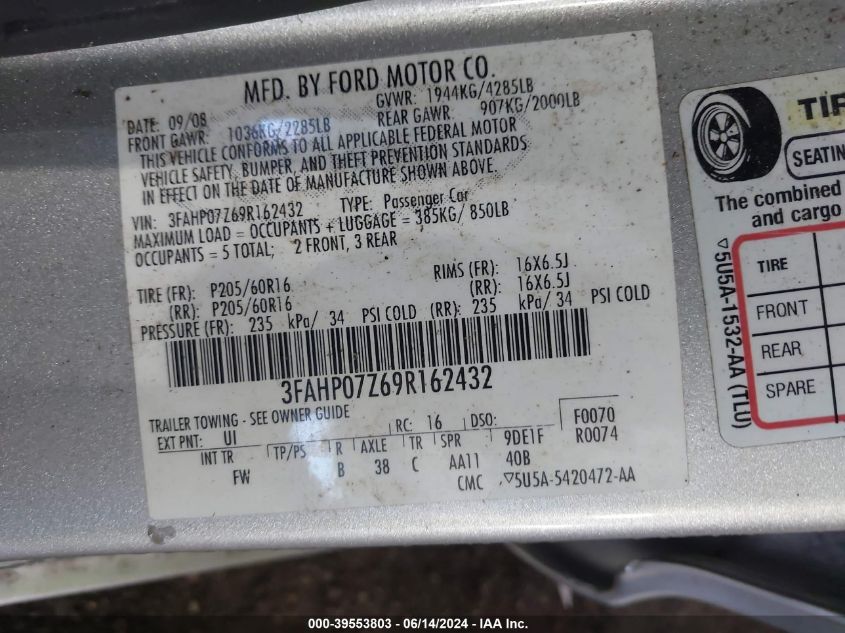 MFD. BY FORD MOTOR CO.
DATE: 09/08 GVWR: 1944KG/4285LB
FRONT GAWR: 1036KG/2285LB REAR GAWR: 907KG/2000LB
THIS VEHICLE CONFORMS TO ALL APPLICABLE FEDERAL MOTOR
VEHICLE SAFETY, BUMPER, AND THEFT PREVENTION STANDARDS
IN EFFECT ON THE DATE OF MANUFACTURE SHOWN ABOVE.
VIN: 3FAHP07Z69R162432 TYPE: Passenger Car
MAXIMUM LOAD = OCCUPANTS + LUGGAGE = 385KG/ 850LB
OCCUPANTS = 5 TOTAL; 2 FRONT, 3 REAR
TIRE (FR): P205/60R16 RIMS (FR): 16X6.5J
(RR): P205/60R16 (RR): 16X6.5J
PRESSURE (FR): 235 kPa/ 34 PSI COLD (RR): 235 kPa/ 34 PSI COLD
3FAHP07Z69R162432
TRAILER TOWING - SEE OWNER GUIDE
EXT PNT: UI RC: 16 DSO: F0070
INT TR TP/PS R AXLE TR SPR 9DE1F R0074
FW B 38 C AA11 40B
CMC ▽5U5A-5420472-AA
TIR
SEATIN
The combined
and cargo
TIRE
FRONT
REAR
SPARE
▽5U5A-1532-AA (TLU)
000-39553803 - 06/14/2024 - IAA Inc.